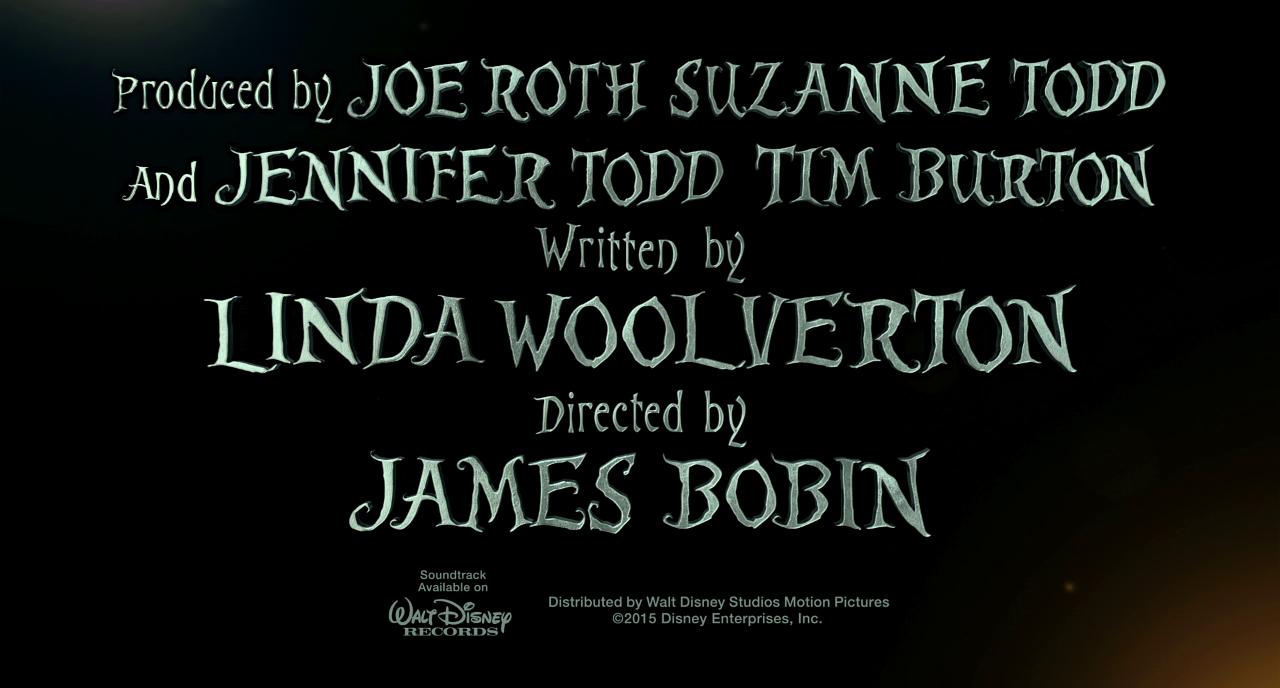 Produced by JOE ROTH SUZANNE TODD
And JENNIFER TODD TIM BURTON
Written by
LINDA WOOLVERTON
Directed by
JAMES BOBIN
Soundtrack
Available on
WALT DISNEY
RECORDS
Distributed by Walt Disney Studios Motion Pictures
©2015 Disney Enterprises, Inc.